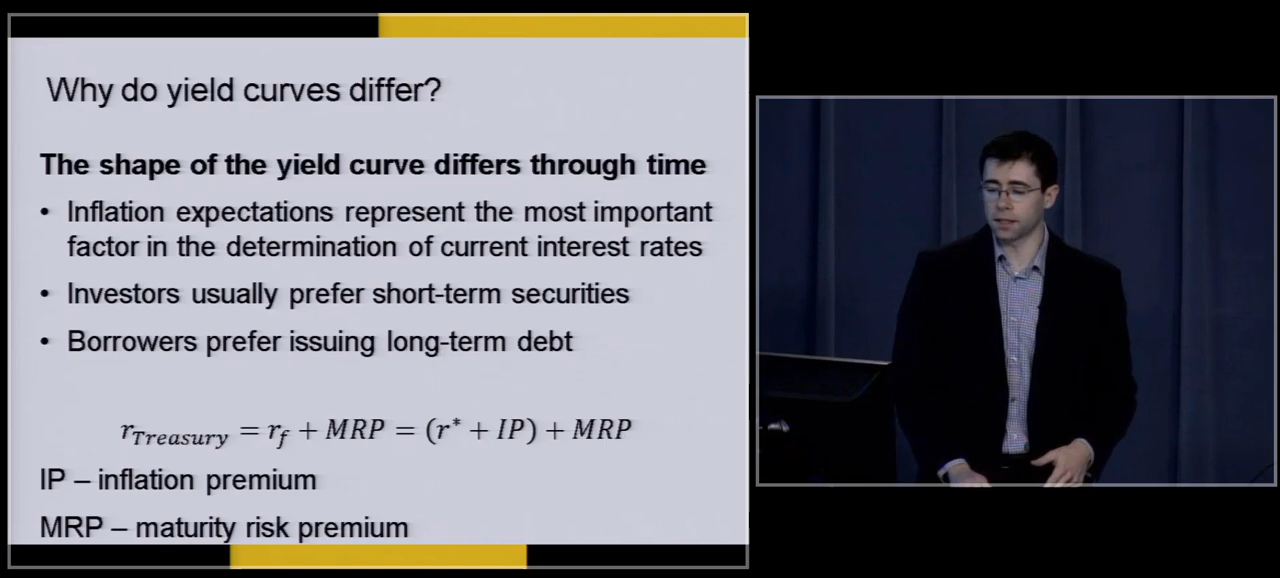 Why do yield curves differ?
The shape of the yield curve differs through time
• Inflation expectations represent the most important
factor in the determination of current interest rates
• Investors usually prefer short-term securities
• Borrowers prefer issuing long-term debt
r_Treasury = r_f + MRP = (r* + IP) + MRP
IP – inflation premium
MRP – maturity risk premium